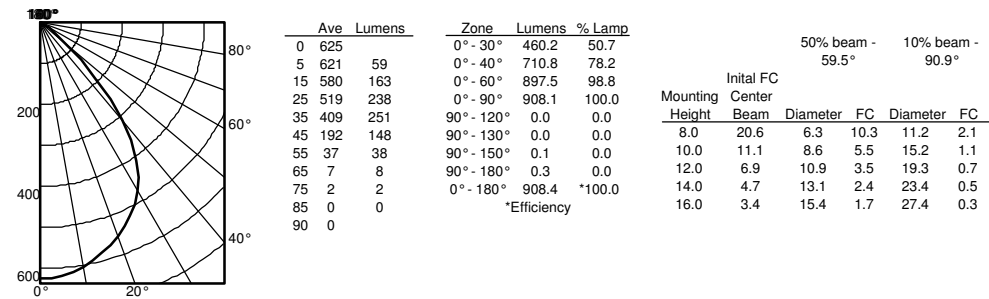 180°
80°
200
60°
400
40°
600
0° 20°
Ave Lumens
0 625
5 621 59
15 580 163
25 519 238
35 409 251
45 192 148
55 37 38
65 7 8
75 2 2
85 0 0
90 0
Zone Lumens % Lamp
0° - 30° 460.2 50.7
0° - 40° 710.8 78.2
0° - 60° 897.5 98.8
0° - 90° 908.1 100.0
90° - 120° 0.0 0.0
90° - 130° 0.0 0.0
90° - 150° 0.1 0.0
90° - 180° 0.3 0.0
0° - 180° 908.4 *100.0
*Efficiency
50% beam - 10% beam -
59.5° 90.9°
Inital FC
Mounting Center
Height Beam Diameter FC Diameter FC
8.0 20.6 6.3 10.3 11.2 2.1
10.0 11.1 8.6 5.5 15.2 1.1
12.0 6.9 10.9 3.5 19.3 0.7
14.0 4.7 13.1 2.4 23.4 0.5
16.0 3.4 15.4 1.7 27.4 0.3